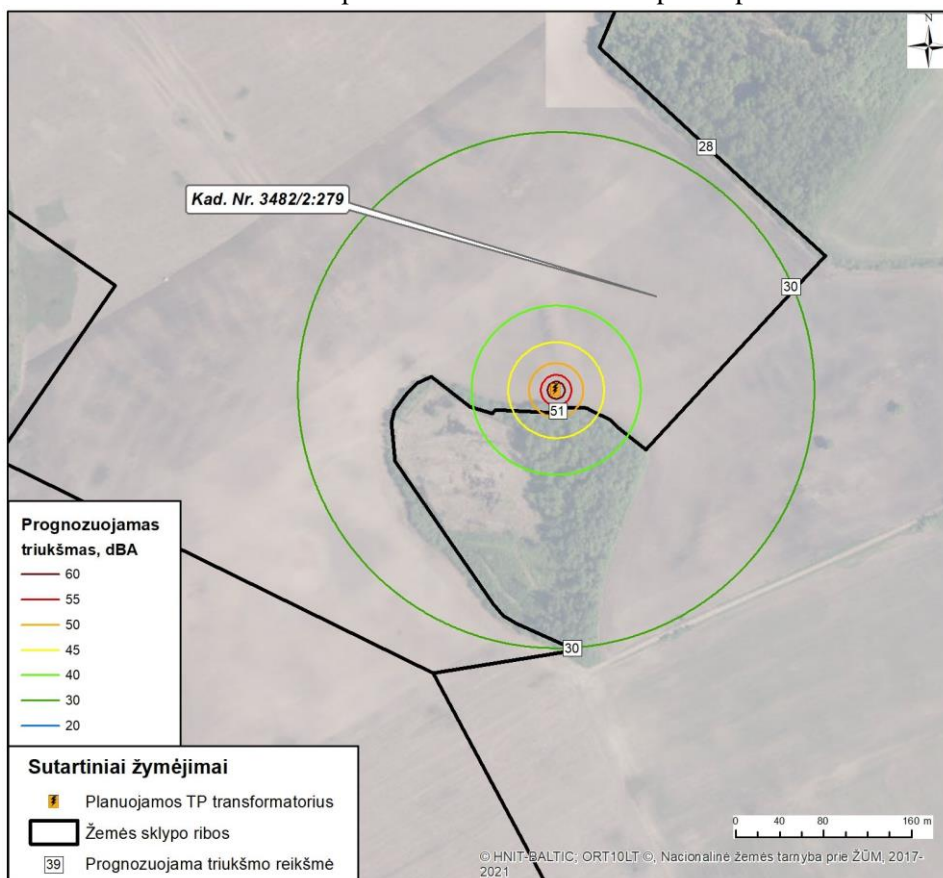 N
28
Kad. Nr. 3482/2:279
30
51
30
Prognozuojamas
triukšmas, dBA
60
55
50
45
40
30
20
Sutartiniai žymėjimai
Planuojamos TP transformatorius
Žemės sklypo ribos
39 Prognozuojama triukšmo reikšmė
0 40 80 120 160 m
© HNIT-BALTIC; ORT10LT ©, Nacionalinė žemės tarnyba prie ŽŪM, 2017-
2021